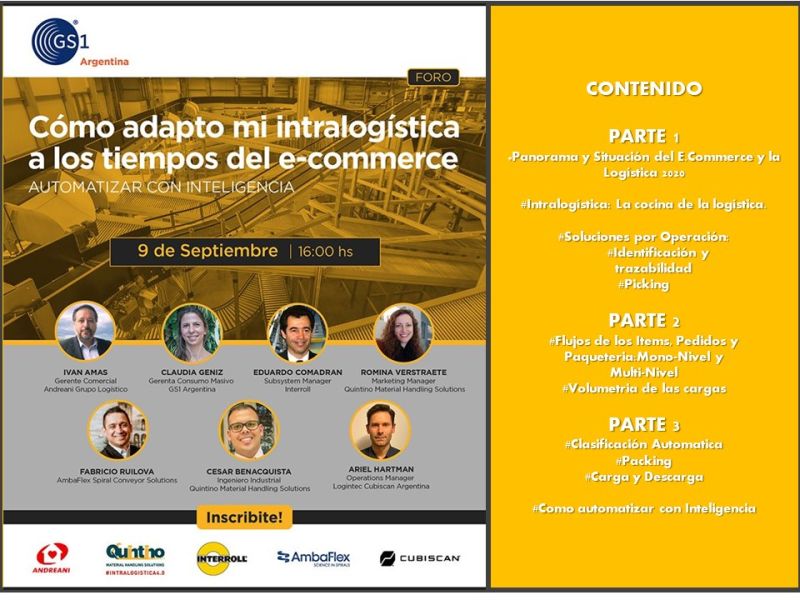 GS1
Argentina
FORO
Cómo adapto mi intralogística
a los tiempos del e-commerce
AUTOMATIZAR CON INTELIGENCIA
9 de Septiembre | 16:00 hs
IVAN AMAS
Gerente Comercial
Andreani Grupo Logístico
CLAUDIA GENIZ
Gerenta Consumo Masivo
GS1 Argentina
EDUARDO COMADRAN
Subsystem Manager
Interroll
ROMINA VERSTRAETE
Marketing Manager
Quintino Material Handling Solutions
FABRICIO RUILOVA
AmbaFlex Spiral Conveyor Solutions
CESAR BENACQUISTA
Ingeniero Industrial
Quintino Material Handling Solutions
ARIEL HARTMAN
Operations Manager
Logintec Cubiscan Argentina
Inscribite!
ANDREANI
Quintino
MATERIAL HANDLING SOLUTIONS
#INTRALOGISTICA4.0
INTERROLL
AmbaFlex
SCIENCE IN SPIRALS
CUBISCAN
CONTENIDO
PARTE 1
#Panorama y Situación del E.Commerce y la
Logística 2020
#Intralogística: La cocina de la logística.
#Soluciones por Operación:
#Identificación y
trazabilidad
#Picking
PARTE 2
#Flujos de los Items, Pedidos y
Paqueteria:Mono-Nivel y
Multi-Nivel
#Volumetria de las cargas
PARTE 3
#Clasificación Automatica
#Packing
#Carga y Descarga
#Como automatizar con Inteligencia